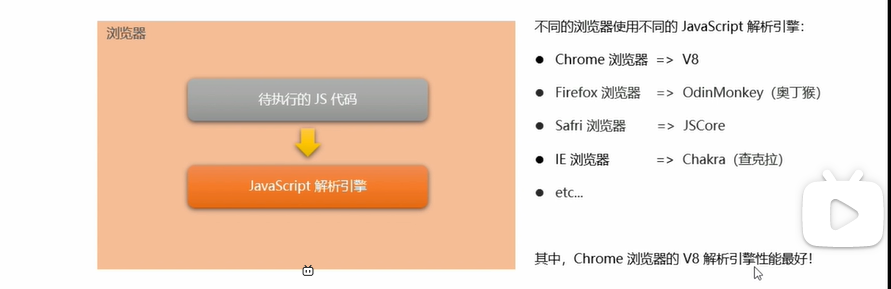 浏览器
待执行的 JS 代码
JavaScript 解析引擎
不同的浏览器使用不同的 JavaScript 解析引擎：
● Chrome 浏览器 => V8
● Firefox 浏览器 => OdinMonkey（奥丁猴）
● Safri 浏览器 => JSCore
● IE 浏览器 => Chakra（查克拉）
● etc...
其中，Chrome 浏览器的 V8 解析引擎性能最好！